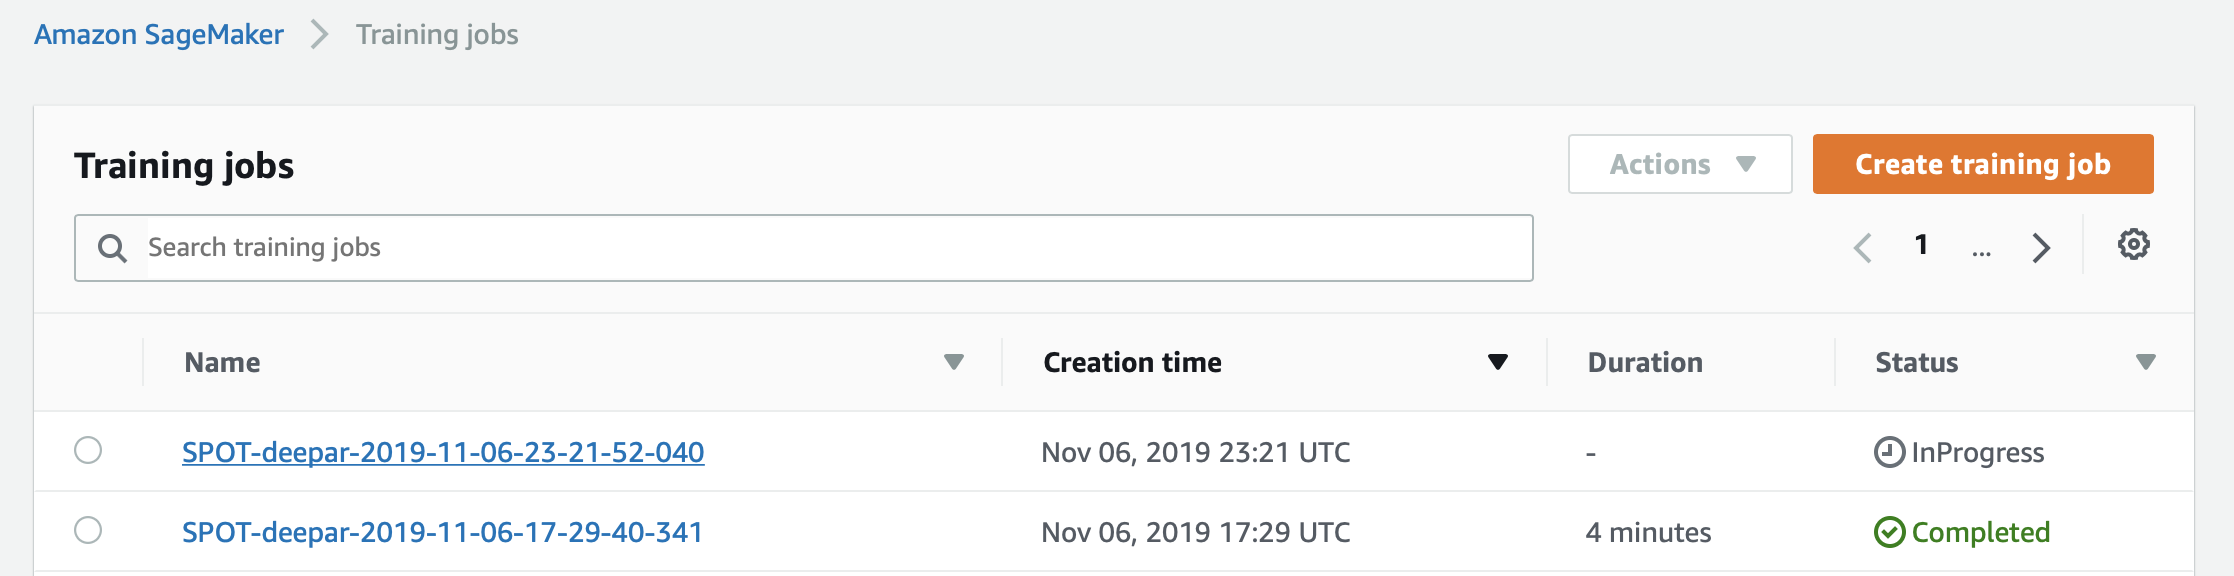 Amazon SageMaker Training jobs
Training jobs Actions Create training job
Search training jobs 1 ...
Name Creation time Duration Status
SPOT-deepar-2019-11-06-23-21-52-040 Nov 06, 2019 23:21 UTC - InProgress
SPOT-deepar-2019-11-06-17-29-40-341 Nov 06, 2019 17:29 UTC 4 minutes Completed